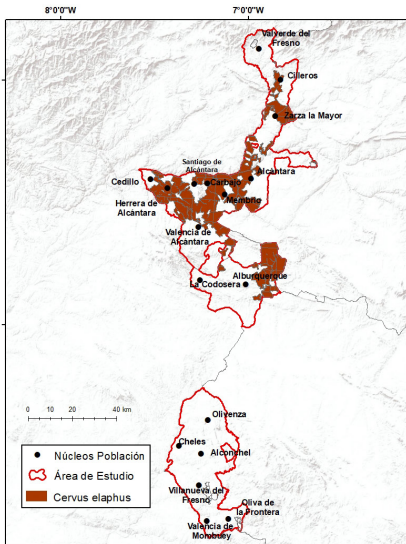 8°0'0"W
7°0'0"W
Valverde del
Fresno
Cilleros
Zarza la Mayor
Santiago de
Alcántara
Alcántara
Cedillo
Carbajo
Membrío
Herrera de
Alcántara
Valencia de
Alcántara
Alburquerque
La Codosera
Olivenza
0 10 20 40 km
Cheles
Alconchel
Núcleos Población
Área de Estudio
Cervus elaphus
Villanueva del
Fresno
Oliva de
la Frontera
Valencia de
Mombuey